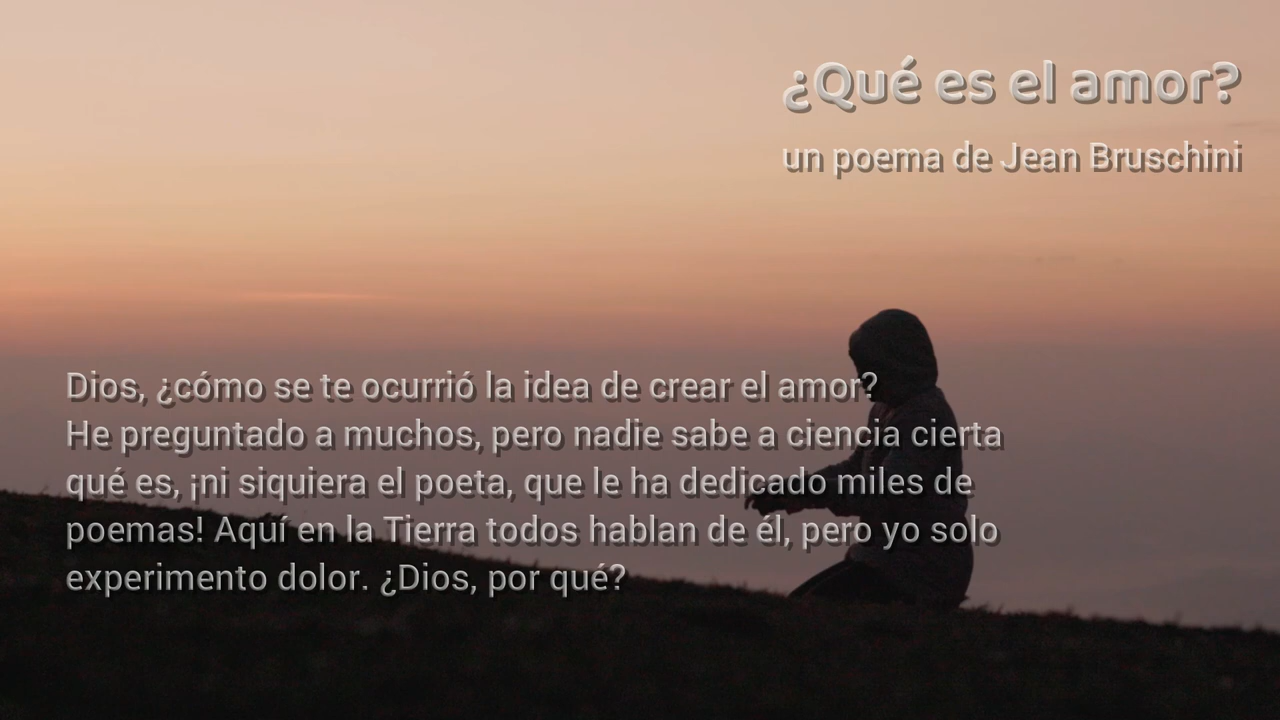 ¿Qué es el amor?
un poema de Jean Bruschini
Dios, ¿cómo se te ocurrió la idea de crear el amor?
He preguntado a muchos, pero nadie sabe a ciencia cierta
qué es, ¡ni siquiera el poeta, que le ha dedicado miles de
poemas! Aquí en la Tierra todos hablan de él, pero yo solo
experimento dolor. ¿Dios, por qué?